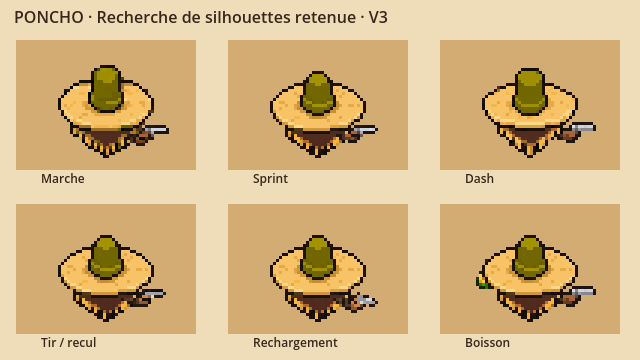 PONCHO · Recherche de silhouettes retenue · V3
Marche
Sprint
Dash
Tir / recul
Rechargement
Boisson